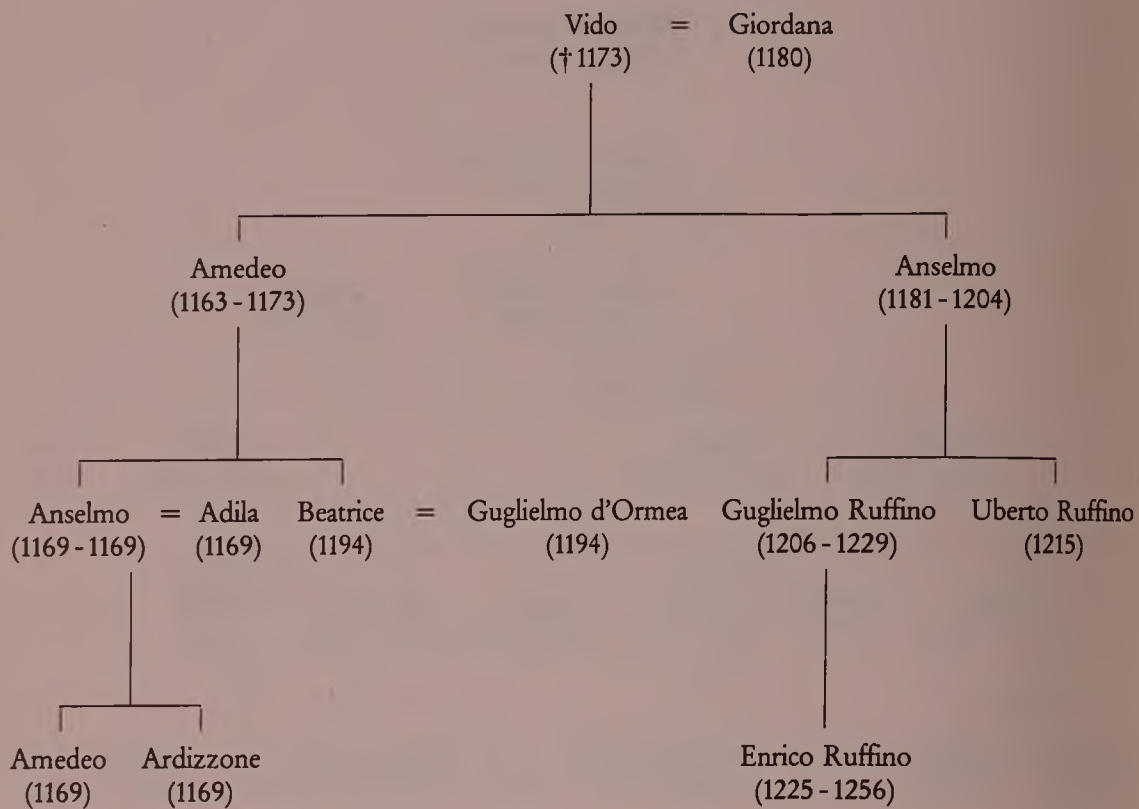 Vido = Giordana
(† 1173) (1180)
Amedeo Anselmo
(1163 - 1173) (1181 - 1204)
Anselmo = Adila Beatrice = Guglielmo d'Ormea Guglielmo Ruffino Uberto Ruffino
(1169 - 1169) (1169) (1194) (1194) (1206 - 1229) (1215)
Amedeo Ardizzone Enrico Ruffino
(1169) (1169) (1225 - 1256)